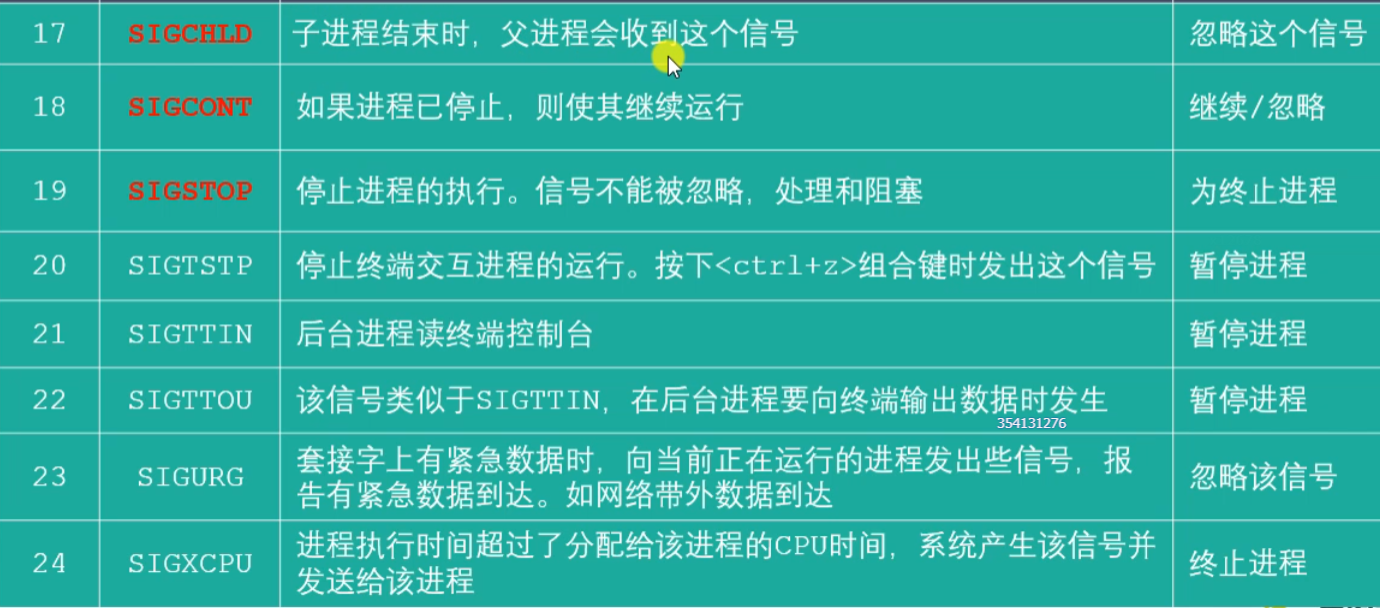 17 SIGCHLD 子进程结束时，父进程会收到这个信号 忽略这个信号
18 SIGCONT 如果进程已停止，则使其继续运行 继续/忽略
19 SIGSTOP 停止进程的执行。信号不能被忽略，处理和阻塞 为终止进程
20 SIGTSTP 停止终端交互进程的运行。按下<ctrl+z>组合键时发出这个信号 暂停进程
21 SIGTTIN 后台进程读终端控制台 暂停进程
22 SIGTTOU 该信号类似于SIGTTIN，在后台进程要向终端输出数据时发生 暂停进程
354131276
23 SIGURG 套接字上有紧急数据时，向当前正在运行的进程发出些信号，报
告有紧急数据到达。如网络带外数据到达 忽略该信号
24 SIGXCPU 进程执行时间超过了分配给该进程的CPU时间，系统产生该信号并
发送给该进程 终止进程